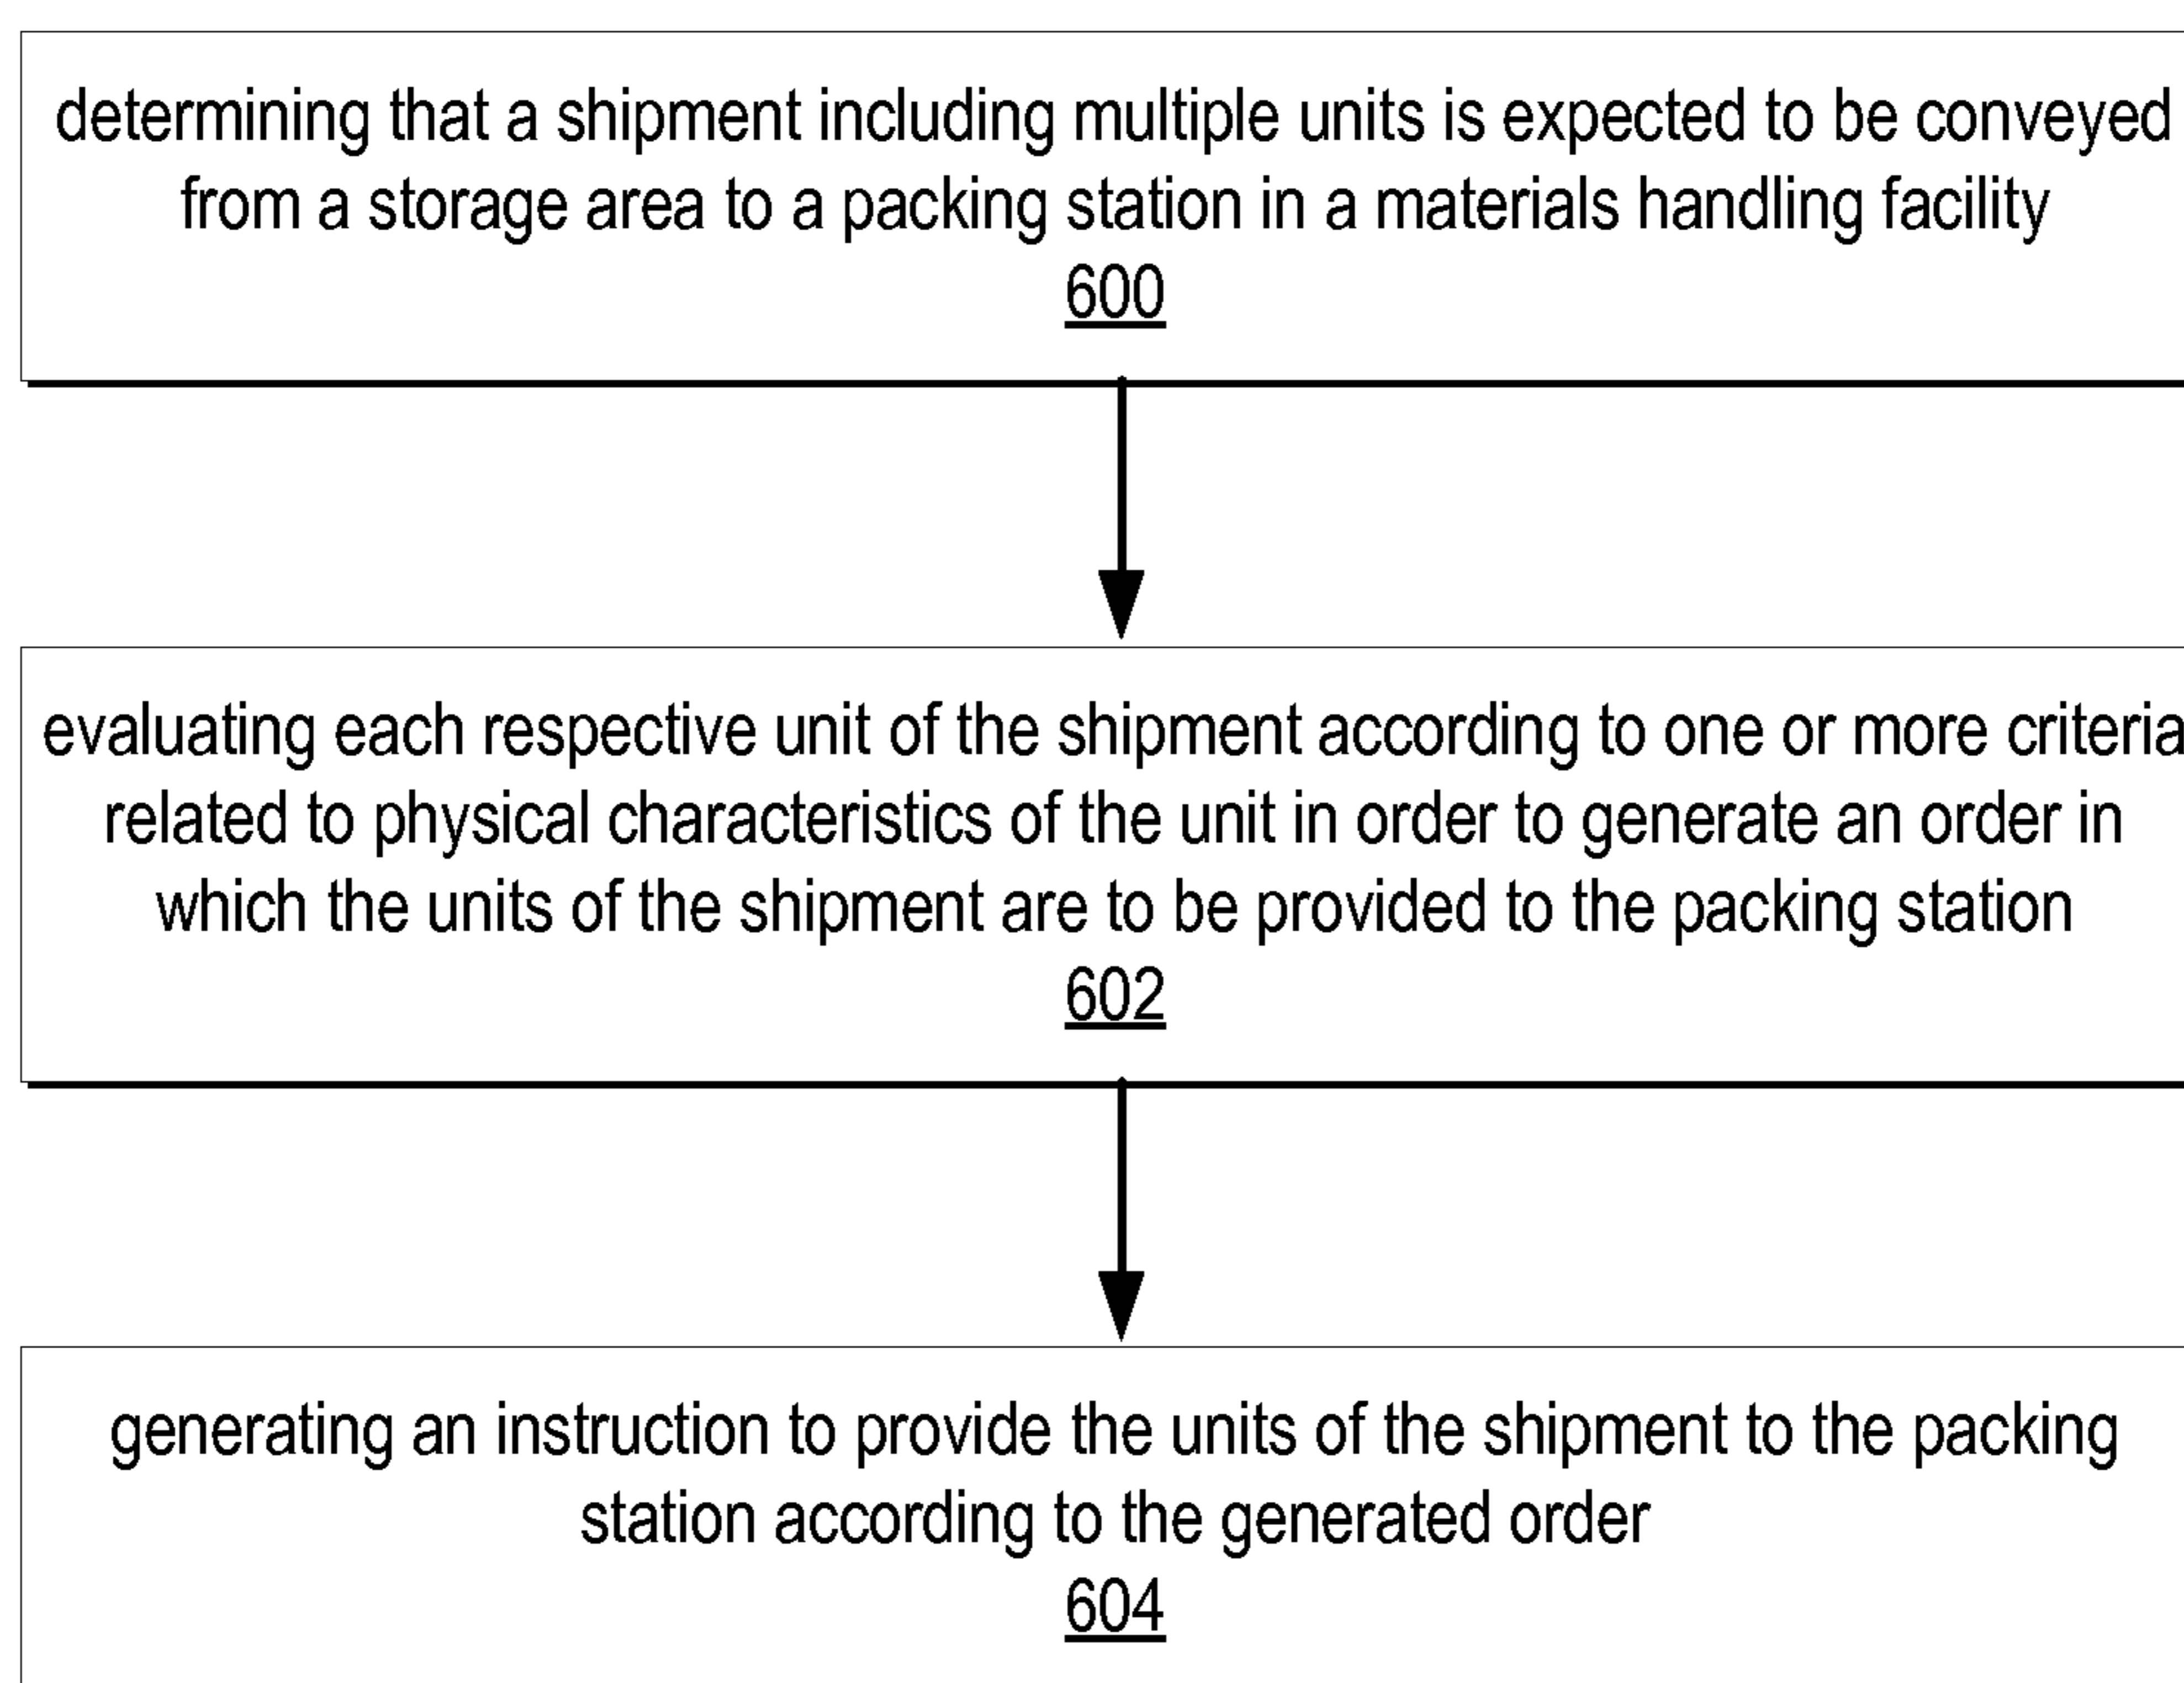 determining that a shipment including multiple units is expected to be conveyed
from a storage area to a packing station in a materials handling facility
600
evaluating each respective unit of the shipment according to one or more criteria
related to physical characteristics of the unit in order to generate an order in
which the units of the shipment are to be provided to the packing station
602
generating an instruction to provide the units of the shipment to the packing
station according to the generated order
604